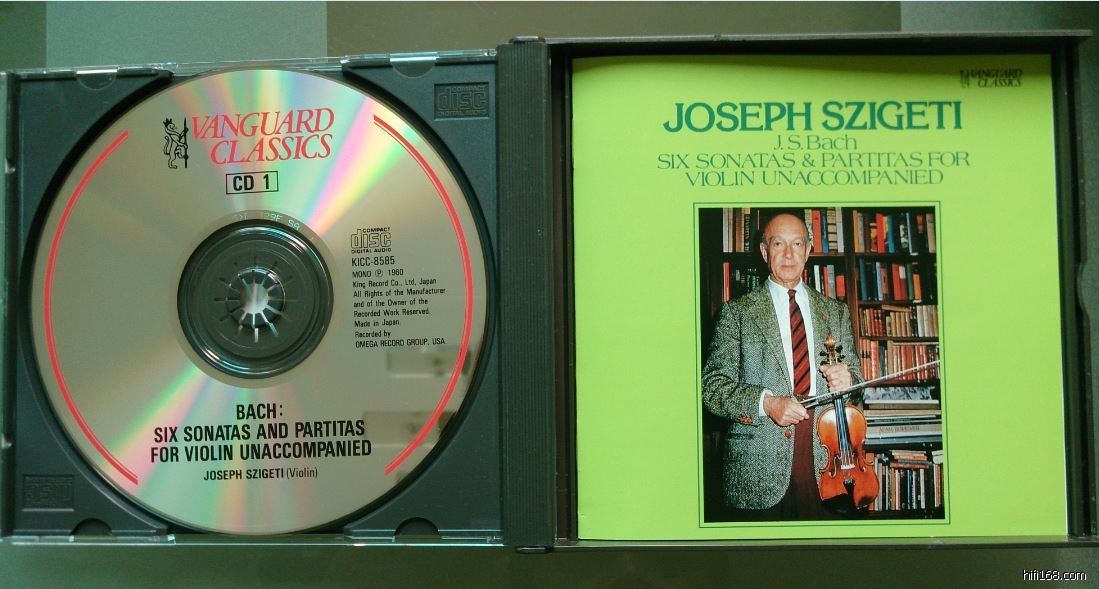 VANGUARD
CLASSICS
CD 1
COMPACT
disc
DIGITAL AUDIO
KICC-8585
MONO Ⓟ 1960
King Record Co., Ltd, Japan
All Rights of the Manufacturer
and of the Owner of the
Recorded Work Reserved.
Made in Japan.
Recorded by
OMEGA RECORD GROUP, USA.
BACH:
SIX SONATAS AND PARTITAS
FOR VIOLIN UNACCOMPANIED
JOSEPH SZIGETI (Violin)
COMPACT
disc
DIGITAL AUDIO
VANGUARD
CLASSICS
JOSEPH SZIGETI
J.S.Bach
SIX SONATAS & PARTITAS FOR
VIOLIN UNACCOMPANIED
hifi168.com